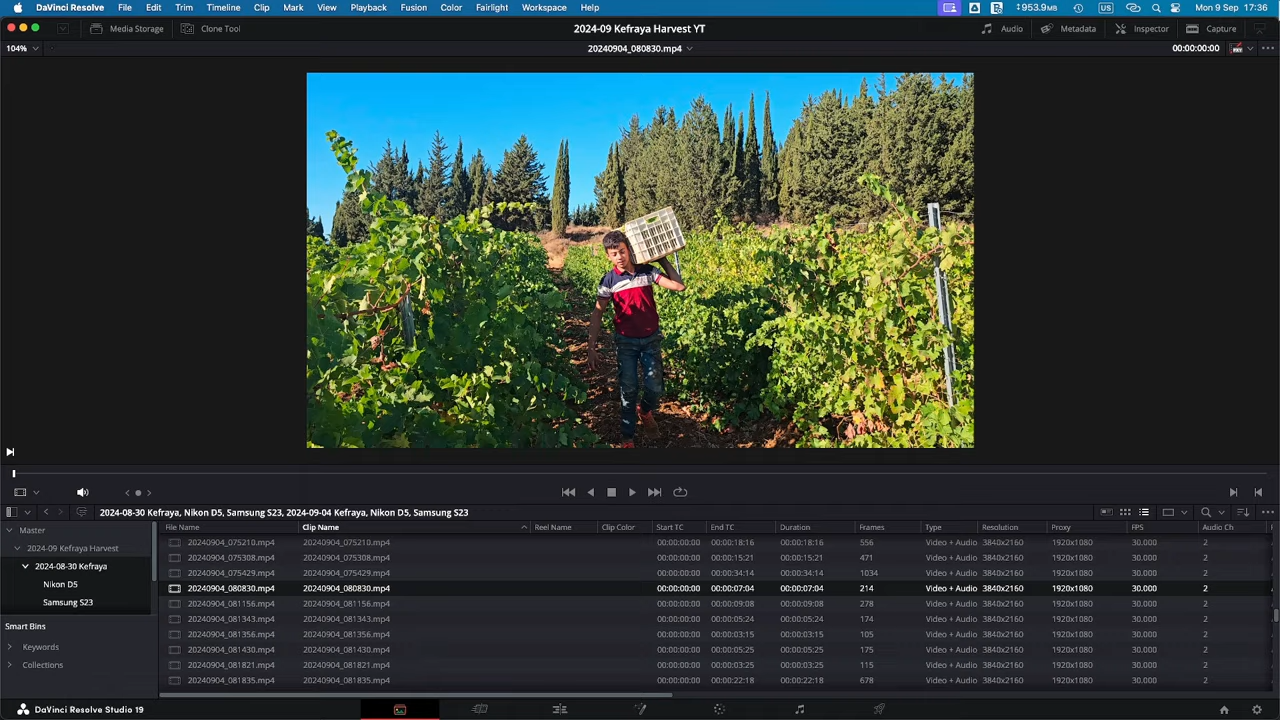 DaVinci Resolve File Edit Trim Timeline Clip Mark View Playback Fusion Color Fairlight Workspace Help 953.9MB US Mon 9 Sep 17:36
Media Storage Clone Tool 2024-09 Kefraya Harvest YT Audio Metadata Inspector Capture
104% 20240904_080830.mp4 00:00:00:00
2024-08-30 Kefraya, Nikon D5, Samsung S23, 2024-09-04 Kefraya, Nikon D5, Samsung S23
Master
2024-09 Kefraya Harvest
2024-08-30 Kefraya
Nikon D5
Samsung S23
Smart Bins
Keywords
Collections
File Name Clip Name Reel Name Clip Color Start TC End TC Duration Frames Type Resolution Proxy FPS Audio Ch
20240904_075210.mp4 20240904_075210.mp4 00:00:00:00 00:00:18:16 00:00:18:16 556 Video + Audio 3840x2160 1920x1080 30.000 2
20240904_075308.mp4 20240904_075308.mp4 00:00:00:00 00:00:15:21 00:00:15:21 471 Video + Audio 3840x2160 1920x1080 30.000 2
20240904_075429.mp4 20240904_075429.mp4 00:00:00:00 00:00:34:14 00:00:34:14 1034 Video + Audio 3840x2160 1920x1080 30.000 2
20240904_080830.mp4 20240904_080830.mp4 00:00:00:00 00:00:07:04 00:00:07:04 214 Video + Audio 3840x2160 1920x1080 30.000 2
20240904_081156.mp4 20240904_081156.mp4 00:00:00:00 00:00:09:08 00:00:09:08 278 Video + Audio 3840x2160 1920x1080 30.000 2
20240904_081343.mp4 20240904_081343.mp4 00:00:00:00 00:00:05:24 00:00:05:24 174 Video + Audio 3840x2160 1920x1080 30.000 2
20240904_081356.mp4 20240904_081356.mp4 00:00:00:00 00:00:03:15 00:00:03:15 105 Video + Audio 3840x2160 1920x1080 30.000 2
20240904_081430.mp4 20240904_081430.mp4 00:00:00:00 00:00:05:25 00:00:05:25 175 Video + Audio 3840x2160 1920x1080 30.000 2
20240904_081821.mp4 20240904_081821.mp4 00:00:00:00 00:00:03:25 00:00:03:25 115 Video + Audio 3840x2160 1920x1080 30.000 2
20240904_081835.mp4 20240904_081835.mp4 00:00:00:00 00:00:22:18 00:00:22:18 678 Video + Audio 3840x2160 1920x1080 30.000 2
DaVinci Resolve Studio 19